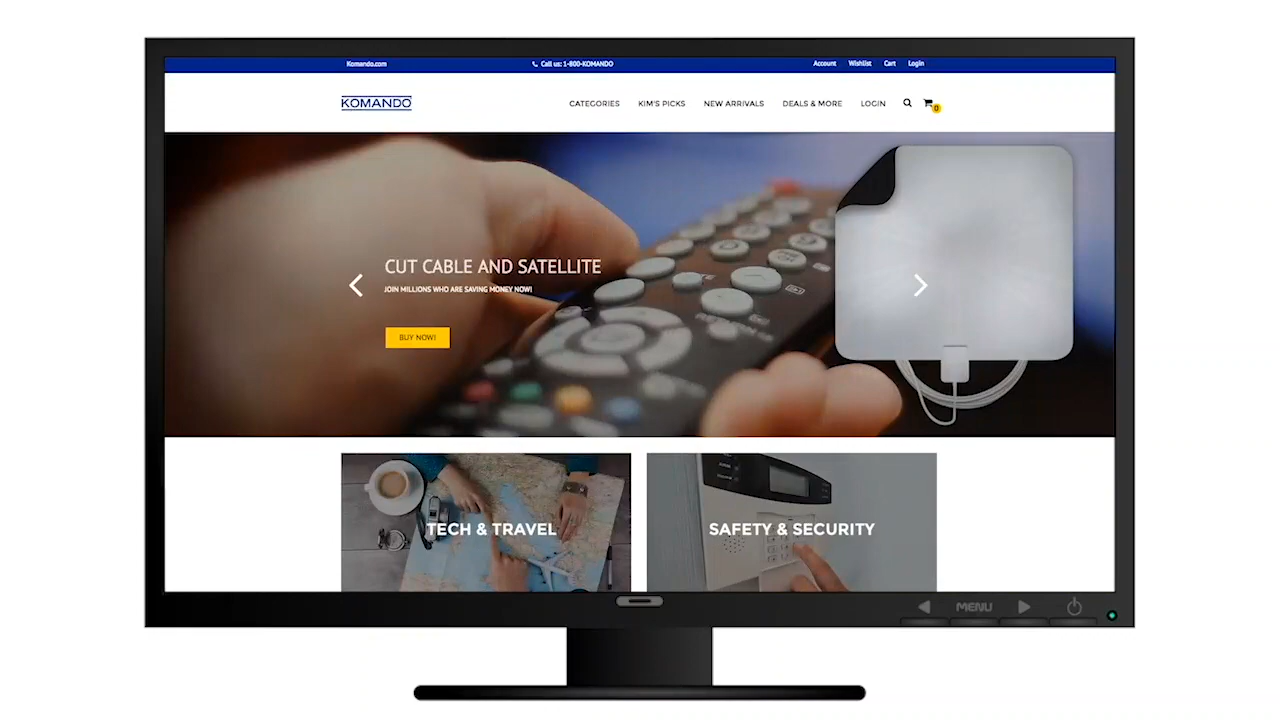 Komando.com
Call us: 1-800-KOMANDO
Account Wishlist Cart Login
KOMANDO
CATEGORIES KIM'S PICKS NEW ARRIVALS DEALS & MORE LOGIN
0
CUT CABLE AND SATELLITE
JOIN MILLIONS WHO ARE SAVING MONEY NOW!
BUY NOW!
TECH & TRAVEL
SAFETY & SECURITY
MENU